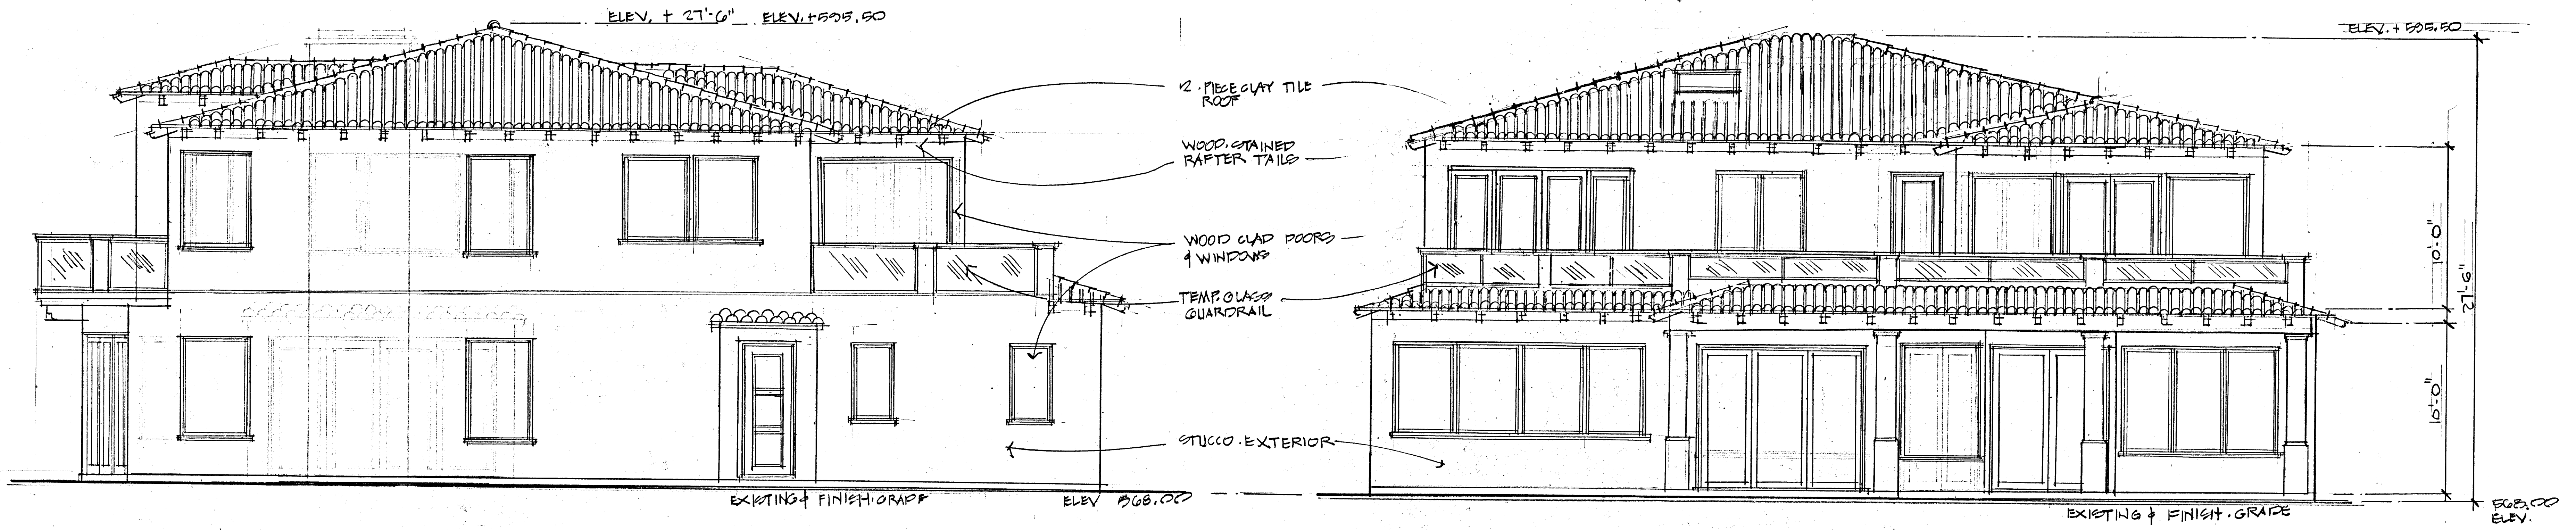 ELEV. + 27'-6" ELEV. + 595.50
ELEV. + 595.50
2-PIECE CLAY TILE
ROOF
WOOD-STAINED
RAFTER TAILS
WOOD CLAD DOORS
& WINDOWS
TEMP. GLASS
GUARDRAIL
STUCCO-EXTERIOR
10'-0"
27'-6"
10'-0"
EXISTING & FINISH-GRADE
ELEV 568.00
EXISTING & FINISH-GRADE
568.00
ELEV.